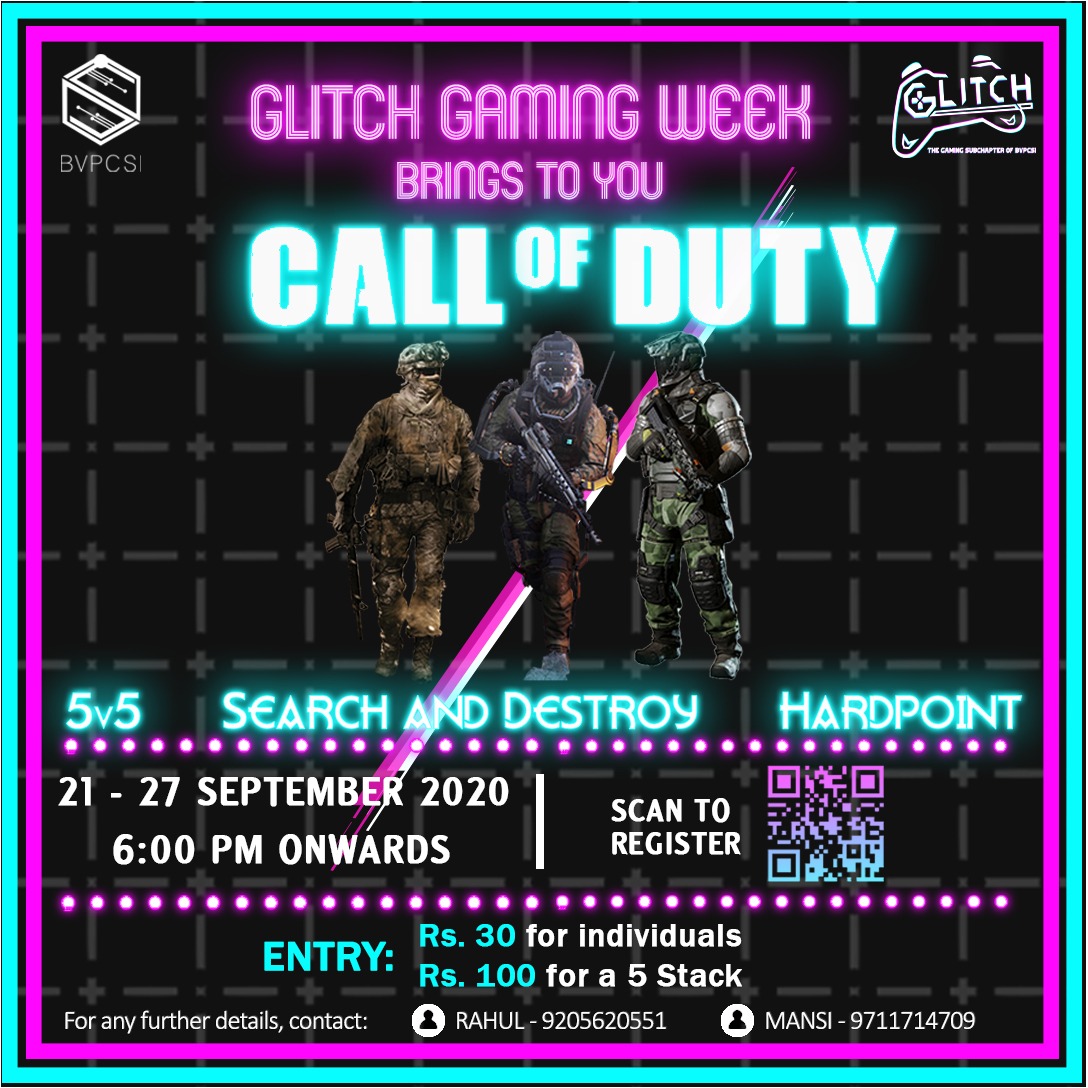 BVPCSI
GLITCH
THE GAMING SUBCHAPTER OF BVPCSI
GLITCH GAMING WEEK
BRINGS TO YOU
CALL OF DUTY
5v5 SEARCH AND DESTROY HARDPOINT
21 - 27 SEPTEMBER 2020
6:00 PM ONWARDS
SCAN TO
REGISTER
ENTRY:
Rs. 30 for individuals
Rs. 100 for a 5 Stack
For any further details, contact: RAHUL - 9205620551 MANSI - 9711714709